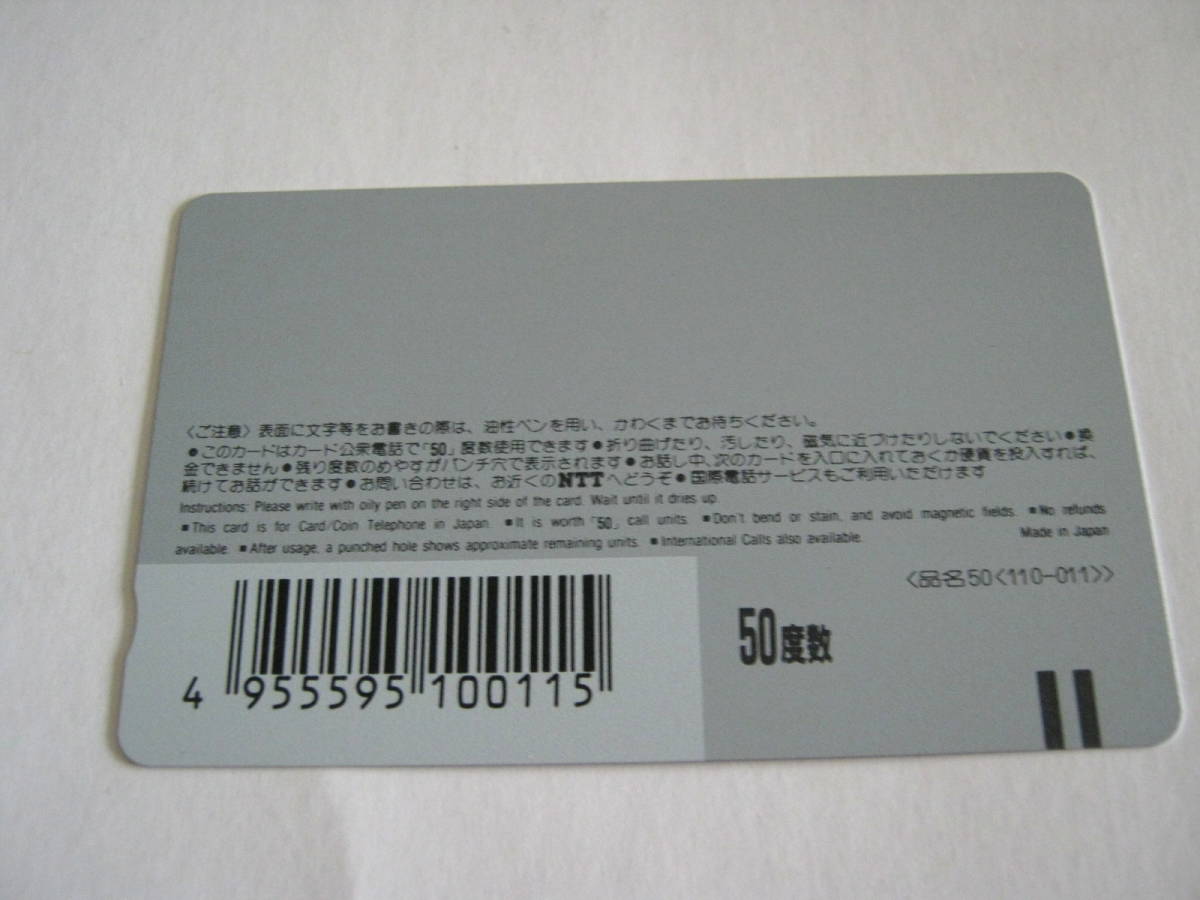 〈ご注意〉表面に文字等をお書きの際は、油性ペンを用い、かわくまでお待ちください。
●このカードはカード公衆電話で「50」度数使用できます●折り曲げたり、汚したり、磁気に近づけたりしないでください●換
金できません●残り度数のめやすがパンチ穴で表示されます●お話し中、次のカードを入口に入れておくか硬貨を投入すれば、
続けてお話ができます●お問い合わせは、お近くのNTTへどうぞ●国際電話サービスもご利用いただけます
Instructions: Please write with oily pen on the right side of the card. Wait until it dries up.
■This card is for Card/Coin Telephone in Japan. ■It is worth「50」call units. ■Don't bend or stain, and avoid magnetic fields. ■No refunds
available. ■After usage, a punched hole shows approximate remaining units. ■International Calls also available.
Made in Japan
〈品名50〈110-011〉〉
50度数
4 955595 100115